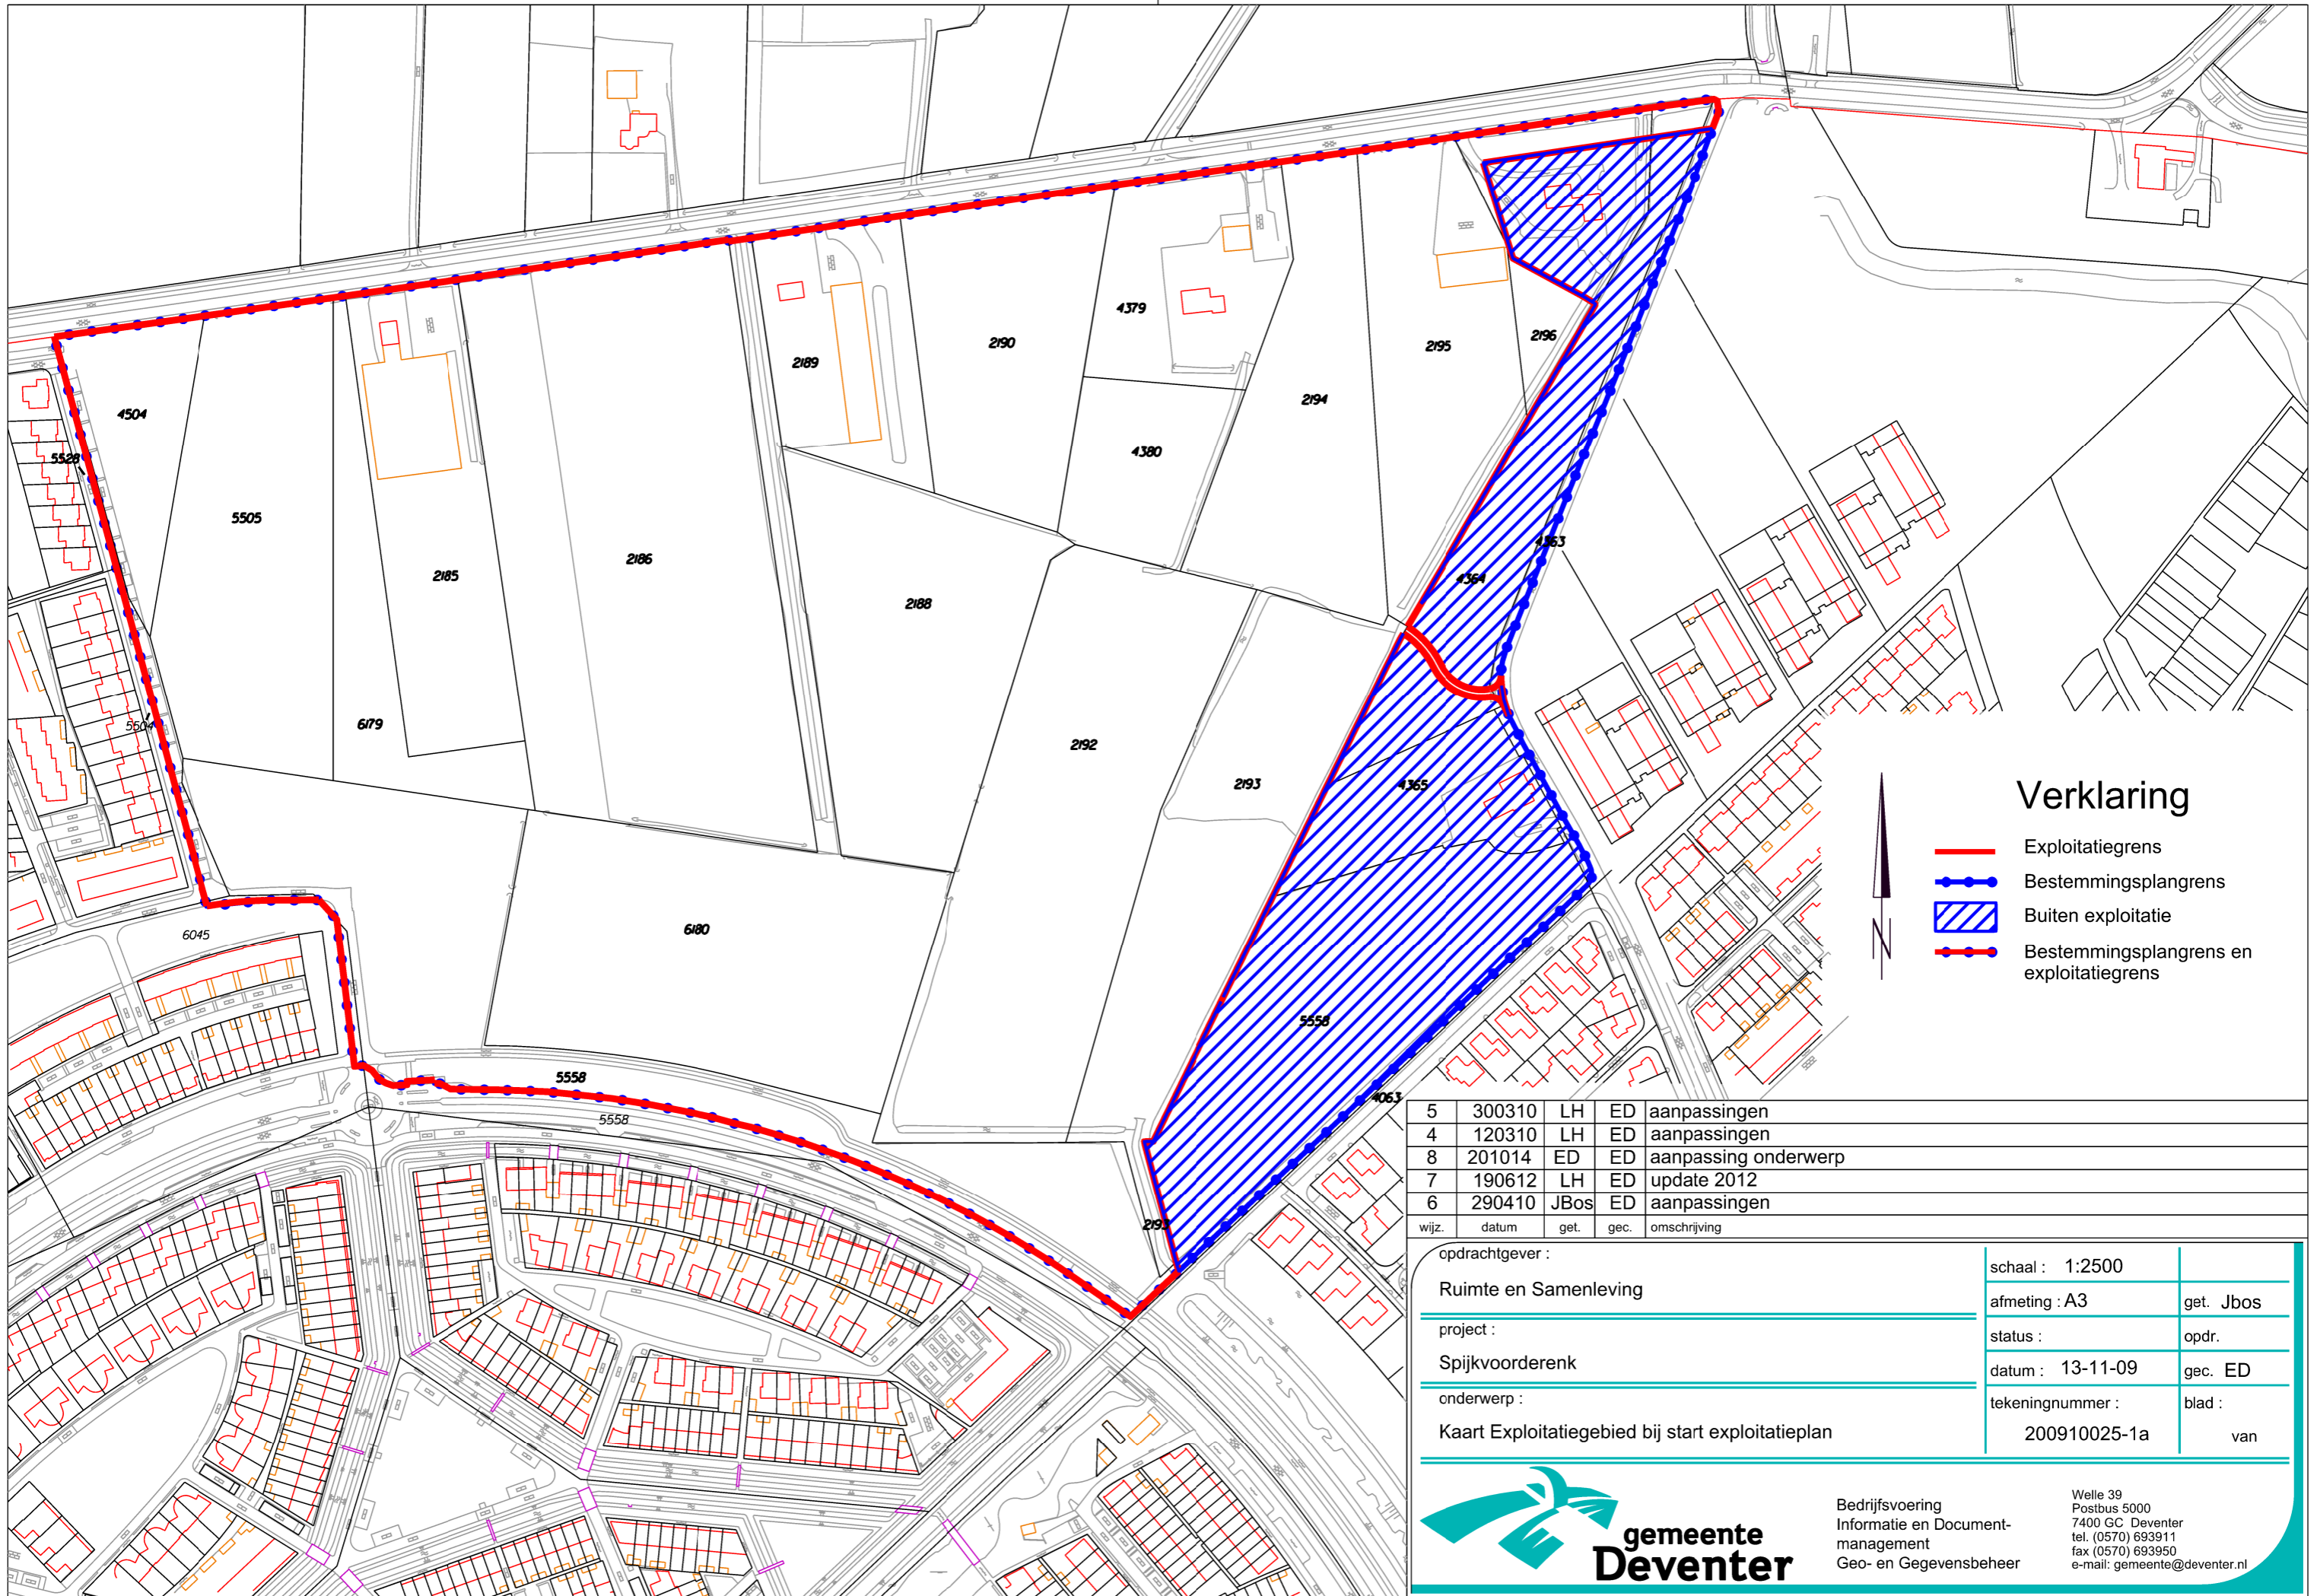 4504
5528
5505
2185
2186
2189
2190
4379
4380
2194
2195
2196
2188
4363
4364
5504
6179
2192
2193
4365
6045
6180
5558
5558
5558
4063
2193
Verklaring
Exploitatiegrens
Bestemmingsplangrens
Buiten exploitatie
Bestemmingsplangrens en
exploitatiegrens
N
5 300310 LH ED aanpassingen
4 120310 LH ED aanpassingen
8 201014 ED ED aanpassing onderwerp
7 190612 LH ED update 2012
6 290410 JBos ED aanpassingen
wijz. datum get. gec. omschrijving
opdrachtgever :
Ruimte en Samenleving
project :
Spijkvoorderenk
onderwerp :
Kaart Exploitatiegebied bij start exploitatieplan
schaal : 1:2500
afmeting : A3 get. Jbos
status : opdr.
datum : 13-11-09 gec. ED
tekeningnummer : blad :
200910025-1a van
gemeente
Deventer
Bedrijfsvoering
Informatie en Document-
management
Geo- en Gegevensbeheer
Welle 39
Postbus 5000
7400 GC Deventer
tel. (0570) 693911
fax (0570) 693950
e-mail: gemeente@deventer.nl